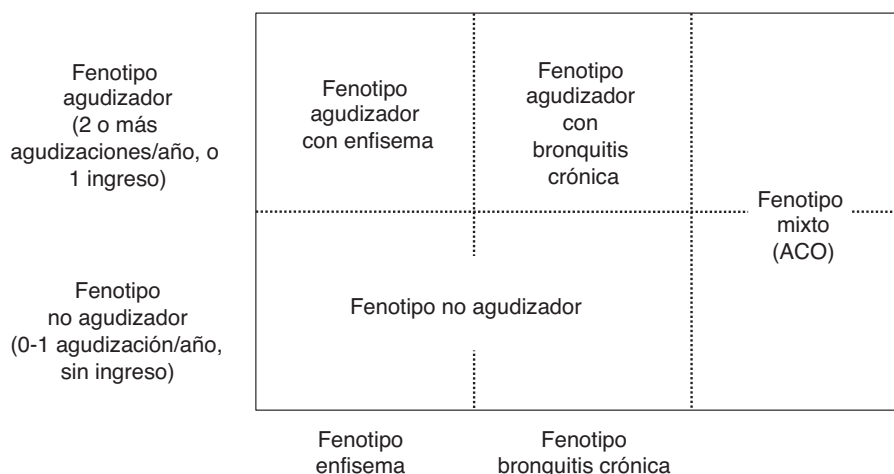 Fenotipo
agudizador
(2 o más
agudizaciones/año, o
1 ingreso)
Fenotipo
agudizador
con enfisema
Fenotipo
agudizador
con
bronquitis
crónica
Fenotipo
mixto
(ACO)
Fenotipo
no agudizador
(0-1 agudización/año,
sin ingreso)
Fenotipo no agudizador
Fenotipo
enfisema
Fenotipo
bronquitis crónica